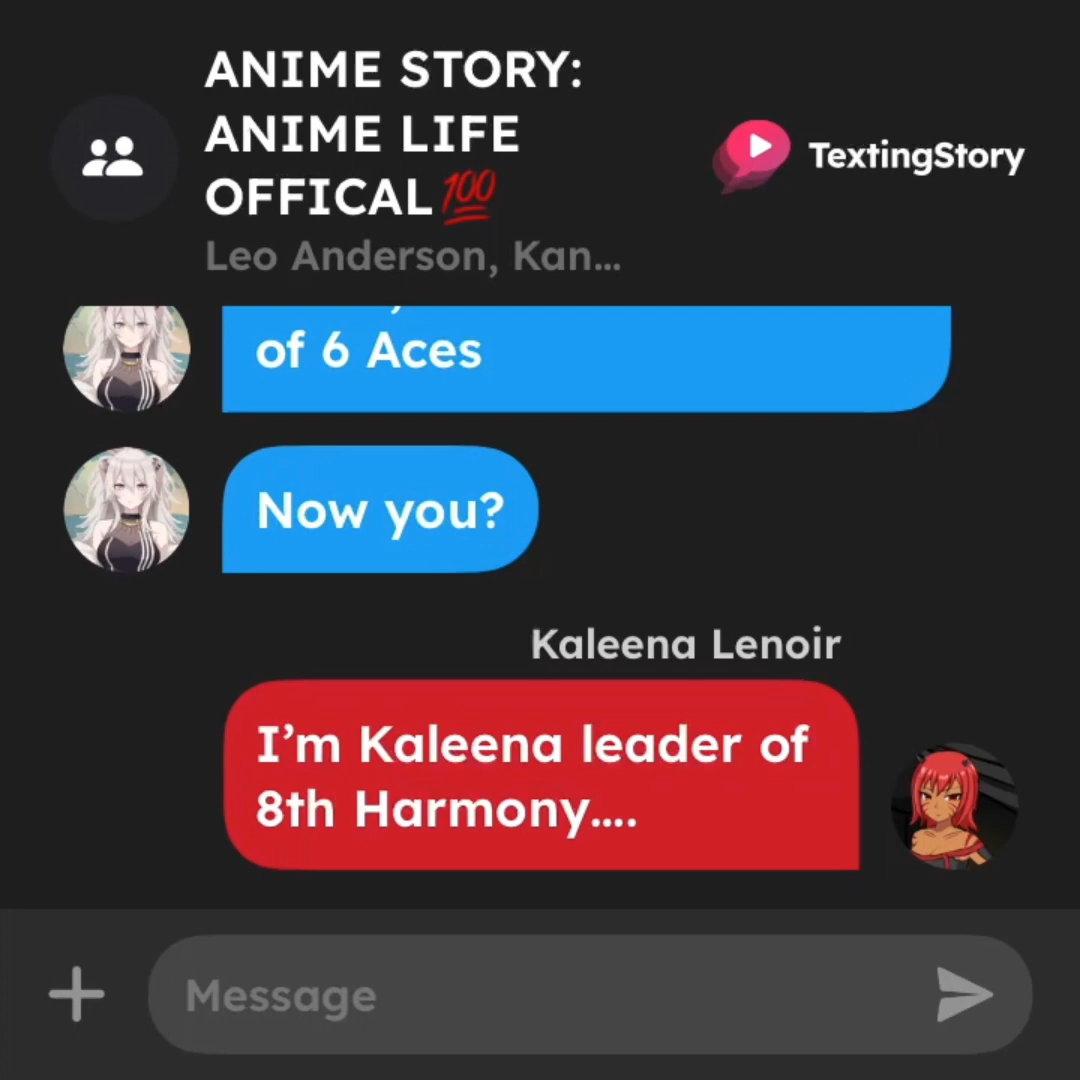 ANIME STORY:
ANIME LIFE
OFFICAL💯
TextingStory
Leo Anderson, Kan...
of 6 Aces
Now you?
Kaleena Lenoir
I'm Kaleena leader of
8th Harmony....
Message